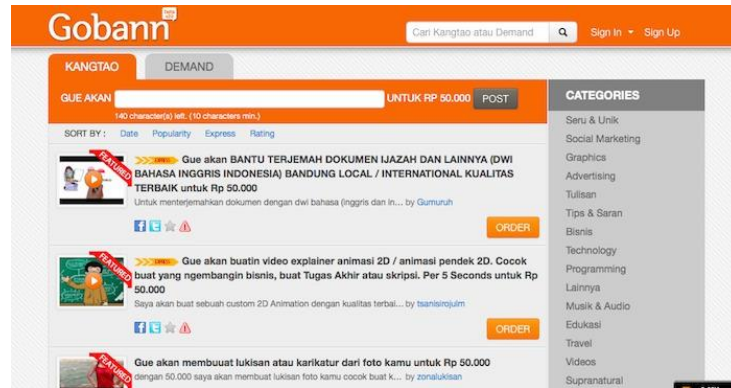 Gobann
Cari Kangtao atau Demand
Sign In
Sign Up
KANGTAO
DEMAND
GUE AKAN
UNTUK RP 50.000
POST
140 character(s) left. (10 characters min.)
SORT BY :
Date
Popularity
Express
Rating
FEATURED
Gue akan BANTU TERJEMAH DOKUMEN IJAZAH DAN LAINNYA (DWI
BAHASA INGGRIS INDONESIA) BANDUNG LOCAL / INTERNATIONAL KUALITAS
TERBAIK untuk Rp 50.000
Untuk menterjemahkan dokumen dengan dwi bahasa (inggris dan in... by Gumuruh
ORDER
FEATURED
Gue akan buatin video explainer animasi 2D / animasi pendek 2D. Cocok
buat yang ngembangin bisnis, buat Tugas Akhir atau skripsi. Per 5 Seconds untuk Rp
50.000
Saya akan buat sebuah custom 2D Animation dengan kualitas terbai... by tsanisirojulm
ORDER
FEATURED
Gue akan membuuat lukisan atau karikatur dari foto kamu untuk Rp 50.000
dengan 50.000 saya akan membuat lukisan foto kamu cocok buat k... by zonalukisan
CATEGORIES
Seru & Unik
Social Marketing
Graphics
Advertising
Tulisan
Tips & Saran
Bisnis
Technology
Programming
Lainnya
Musik & Audio
Edukasi
Travel
Videos
Supranatural